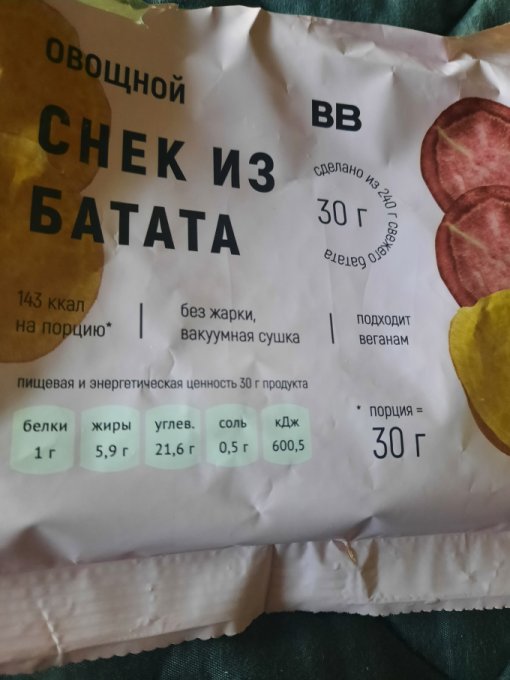 ОВОЩНОЙ
СНЕК ИЗ
БАТАТА
ВВ
сделано из 240 г свежего батата
30 г
143 ккал
на порцию*
без жарки,
вакуумная сушка
подходит
веганам
пищевая и энергетическая ценность 30 г продукта
белки
1 г
жиры
5,9 г
углев.
21,6 г
соль
0,5 г
кДж
600,5
* порция =
30 г